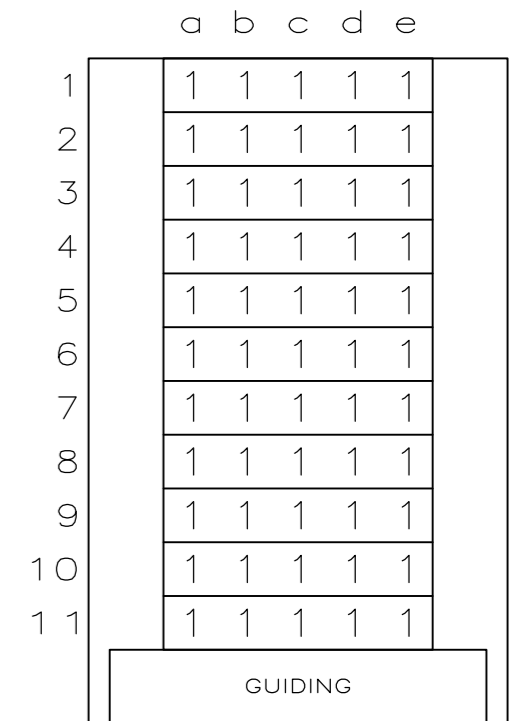 a b c d e
1 1 1 1 1 1
2 1 1 1 1 1
3 1 1 1 1 1
4 1 1 1 1 1
5 1 1 1 1 1
6 1 1 1 1 1
7 1 1 1 1 1
8 1 1 1 1 1
9 1 1 1 1 1
10 1 1 1 1 1
11 1 1 1 1 1
GUIDING